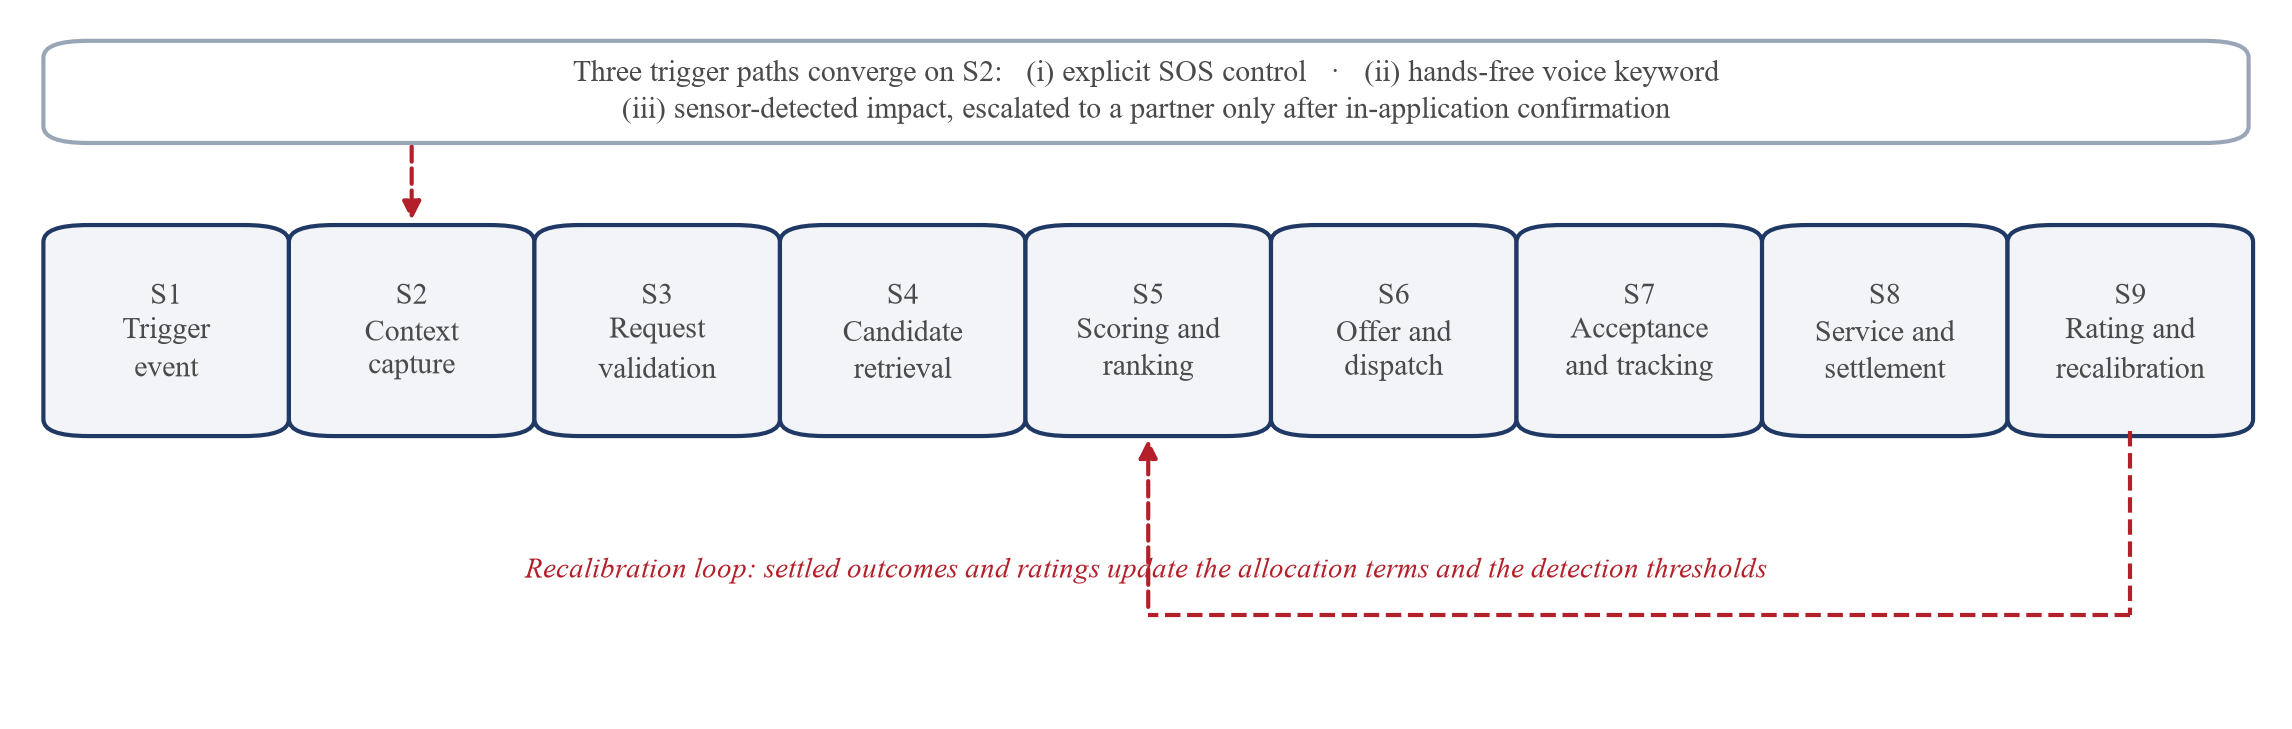 Three trigger paths converge on S2: (i) explicit SOS control · (ii) hands-free voice keyword
(iii) sensor-detected impact, escalated to a partner only after in-application confirmation
S1
Trigger
event
S2
Context
capture
S3
Request
validation
S4
Candidate
retrieval
S5
Scoring and
ranking
S6
Offer and
dispatch
S7
Acceptance
and tracking
S8
Service and
settlement
S9
Rating and
recalibration
Recalibration loop: settled outcomes and ratings update the allocation terms and the detection thresholds